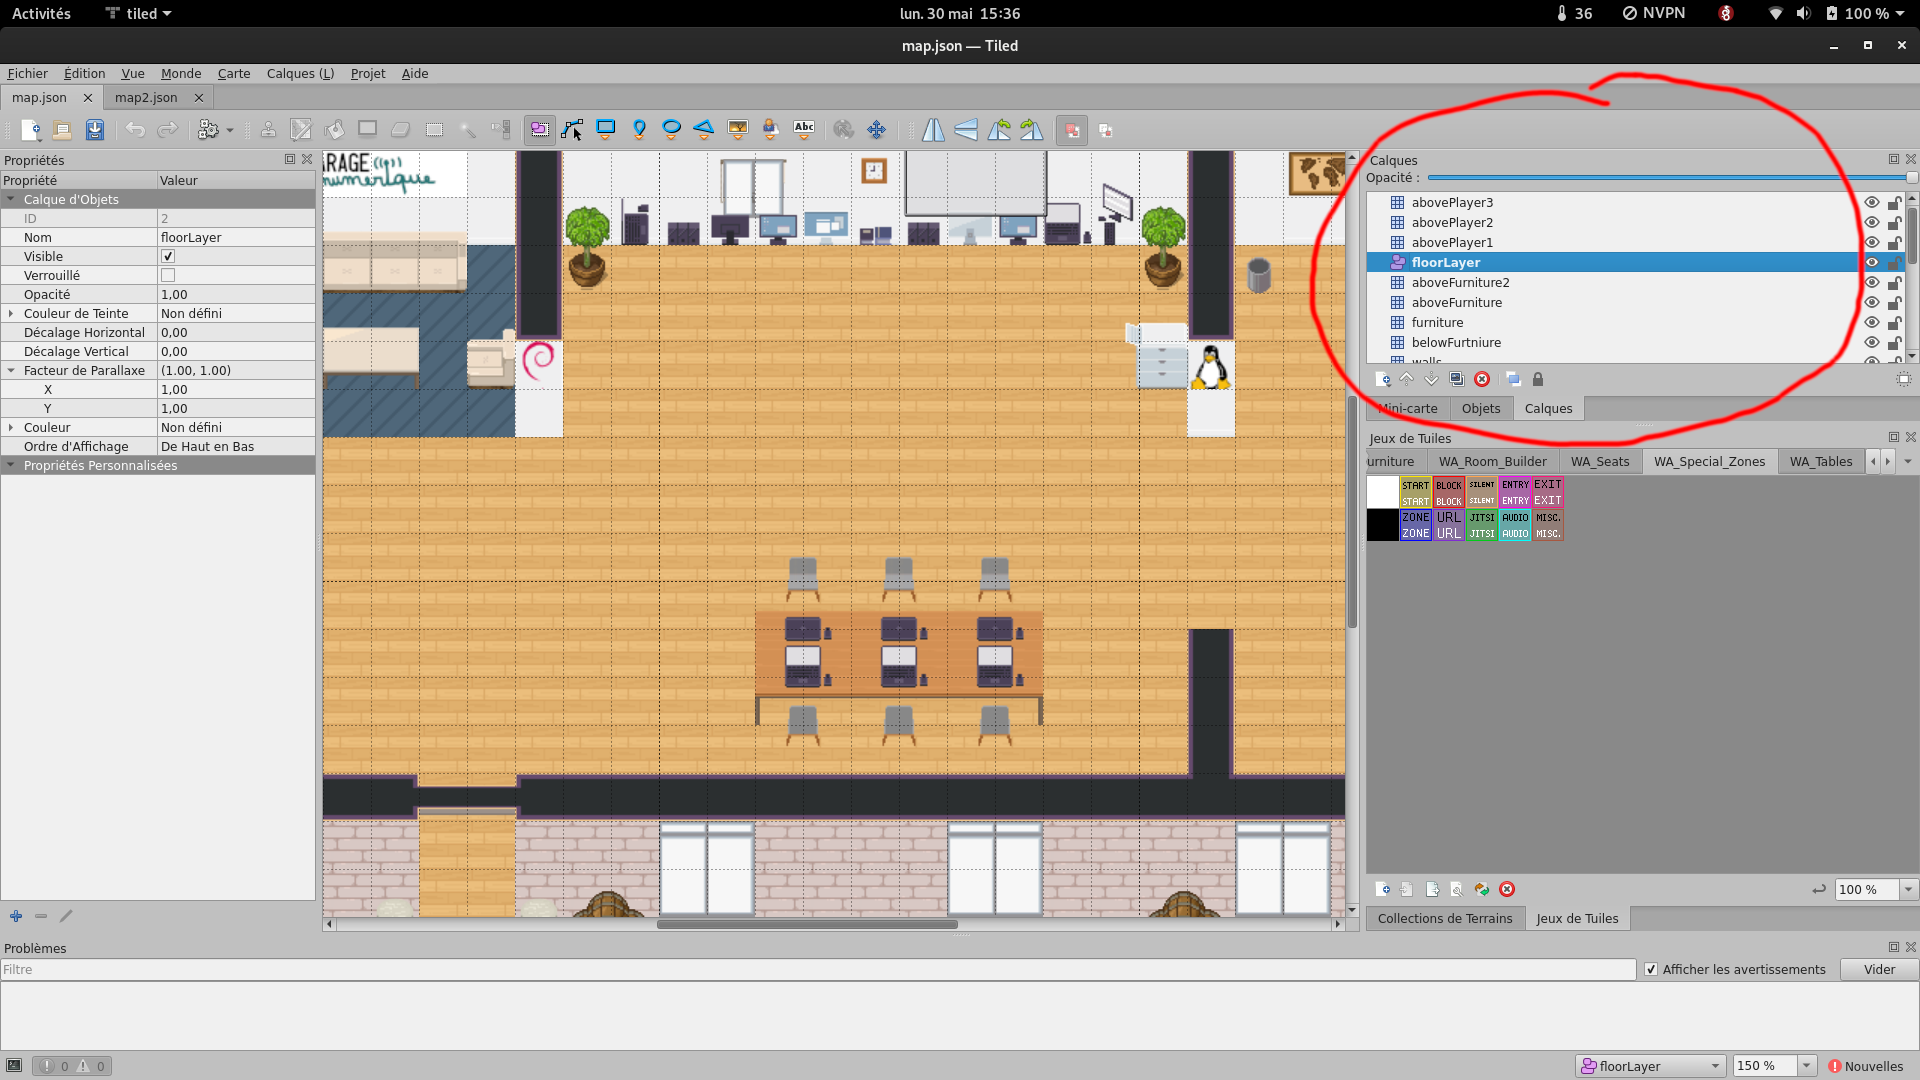 Activités tiled lun. 30 mai 15:36 36 NVPN 100 %
map.json — Tiled
Fichier Édition Vue Monde Carte Calques (L) Projet Aide
map.json map2.json
Abc
Propriétés
Propriété Valeur
Calque d'Objets
ID 2
Nom floorLayer
Visible
Verrouillé
Opacité 1,00
Couleur de Teinte Non défini
Décalage Horizontal 0,00
Décalage Vertical 0,00
Facteur de Parallaxe (1.00, 1.00)
X 1,00
Y 1,00
Couleur Non défini
Ordre d'Affichage De Haut en Bas
Propriétés Personnalisées
ARAGE
numerique
Calques
Opacité :
abovePlayer3
abovePlayer2
abovePlayer1
floorLayer
aboveFurniture2
aboveFurniture
furniture
belowFurtniure
walls
Mini-carte Objets Calques
Jeux de Tuiles
urniture WA_Room_Builder WA_Seats WA_Special_Zones WA_Tables
START BLOCK SILENT ENTRY EXIT
START BLOCK SILENT ENTRY EXIT
ZONE URL JITSI AUDIO MISC.
ZONE URL JITSI AUDIO MISC.
100 %
Collections de Terrains Jeux de Tuiles
Problèmes
Filtre Afficher les avertissements Vider
0 0 floorLayer 150 % Nouvelles